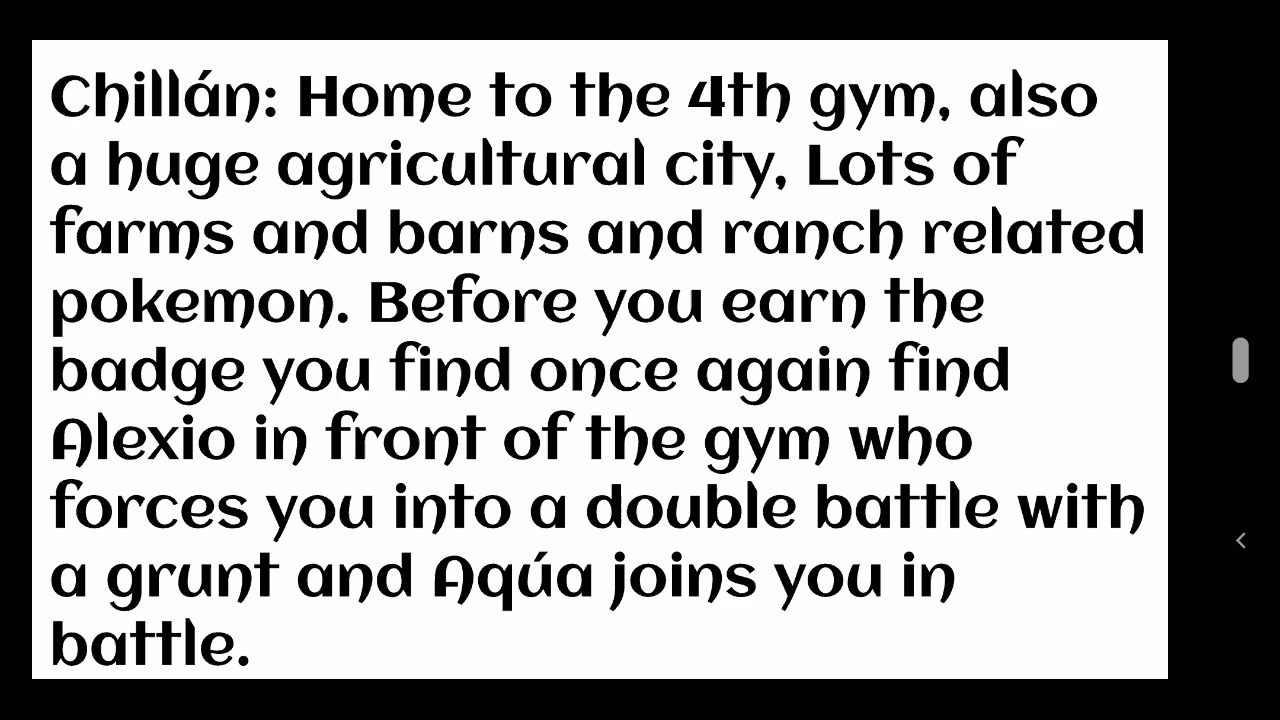 Chillán: Home to the 4th gym, also
a huge agricultural city, Lots of
farms and barns and ranch related
pokemon. Before you earn the
badge you find once again find
Alexio in front of the gym who
forces you into a double battle with
a grunt and Aqúa joins you in
battle.